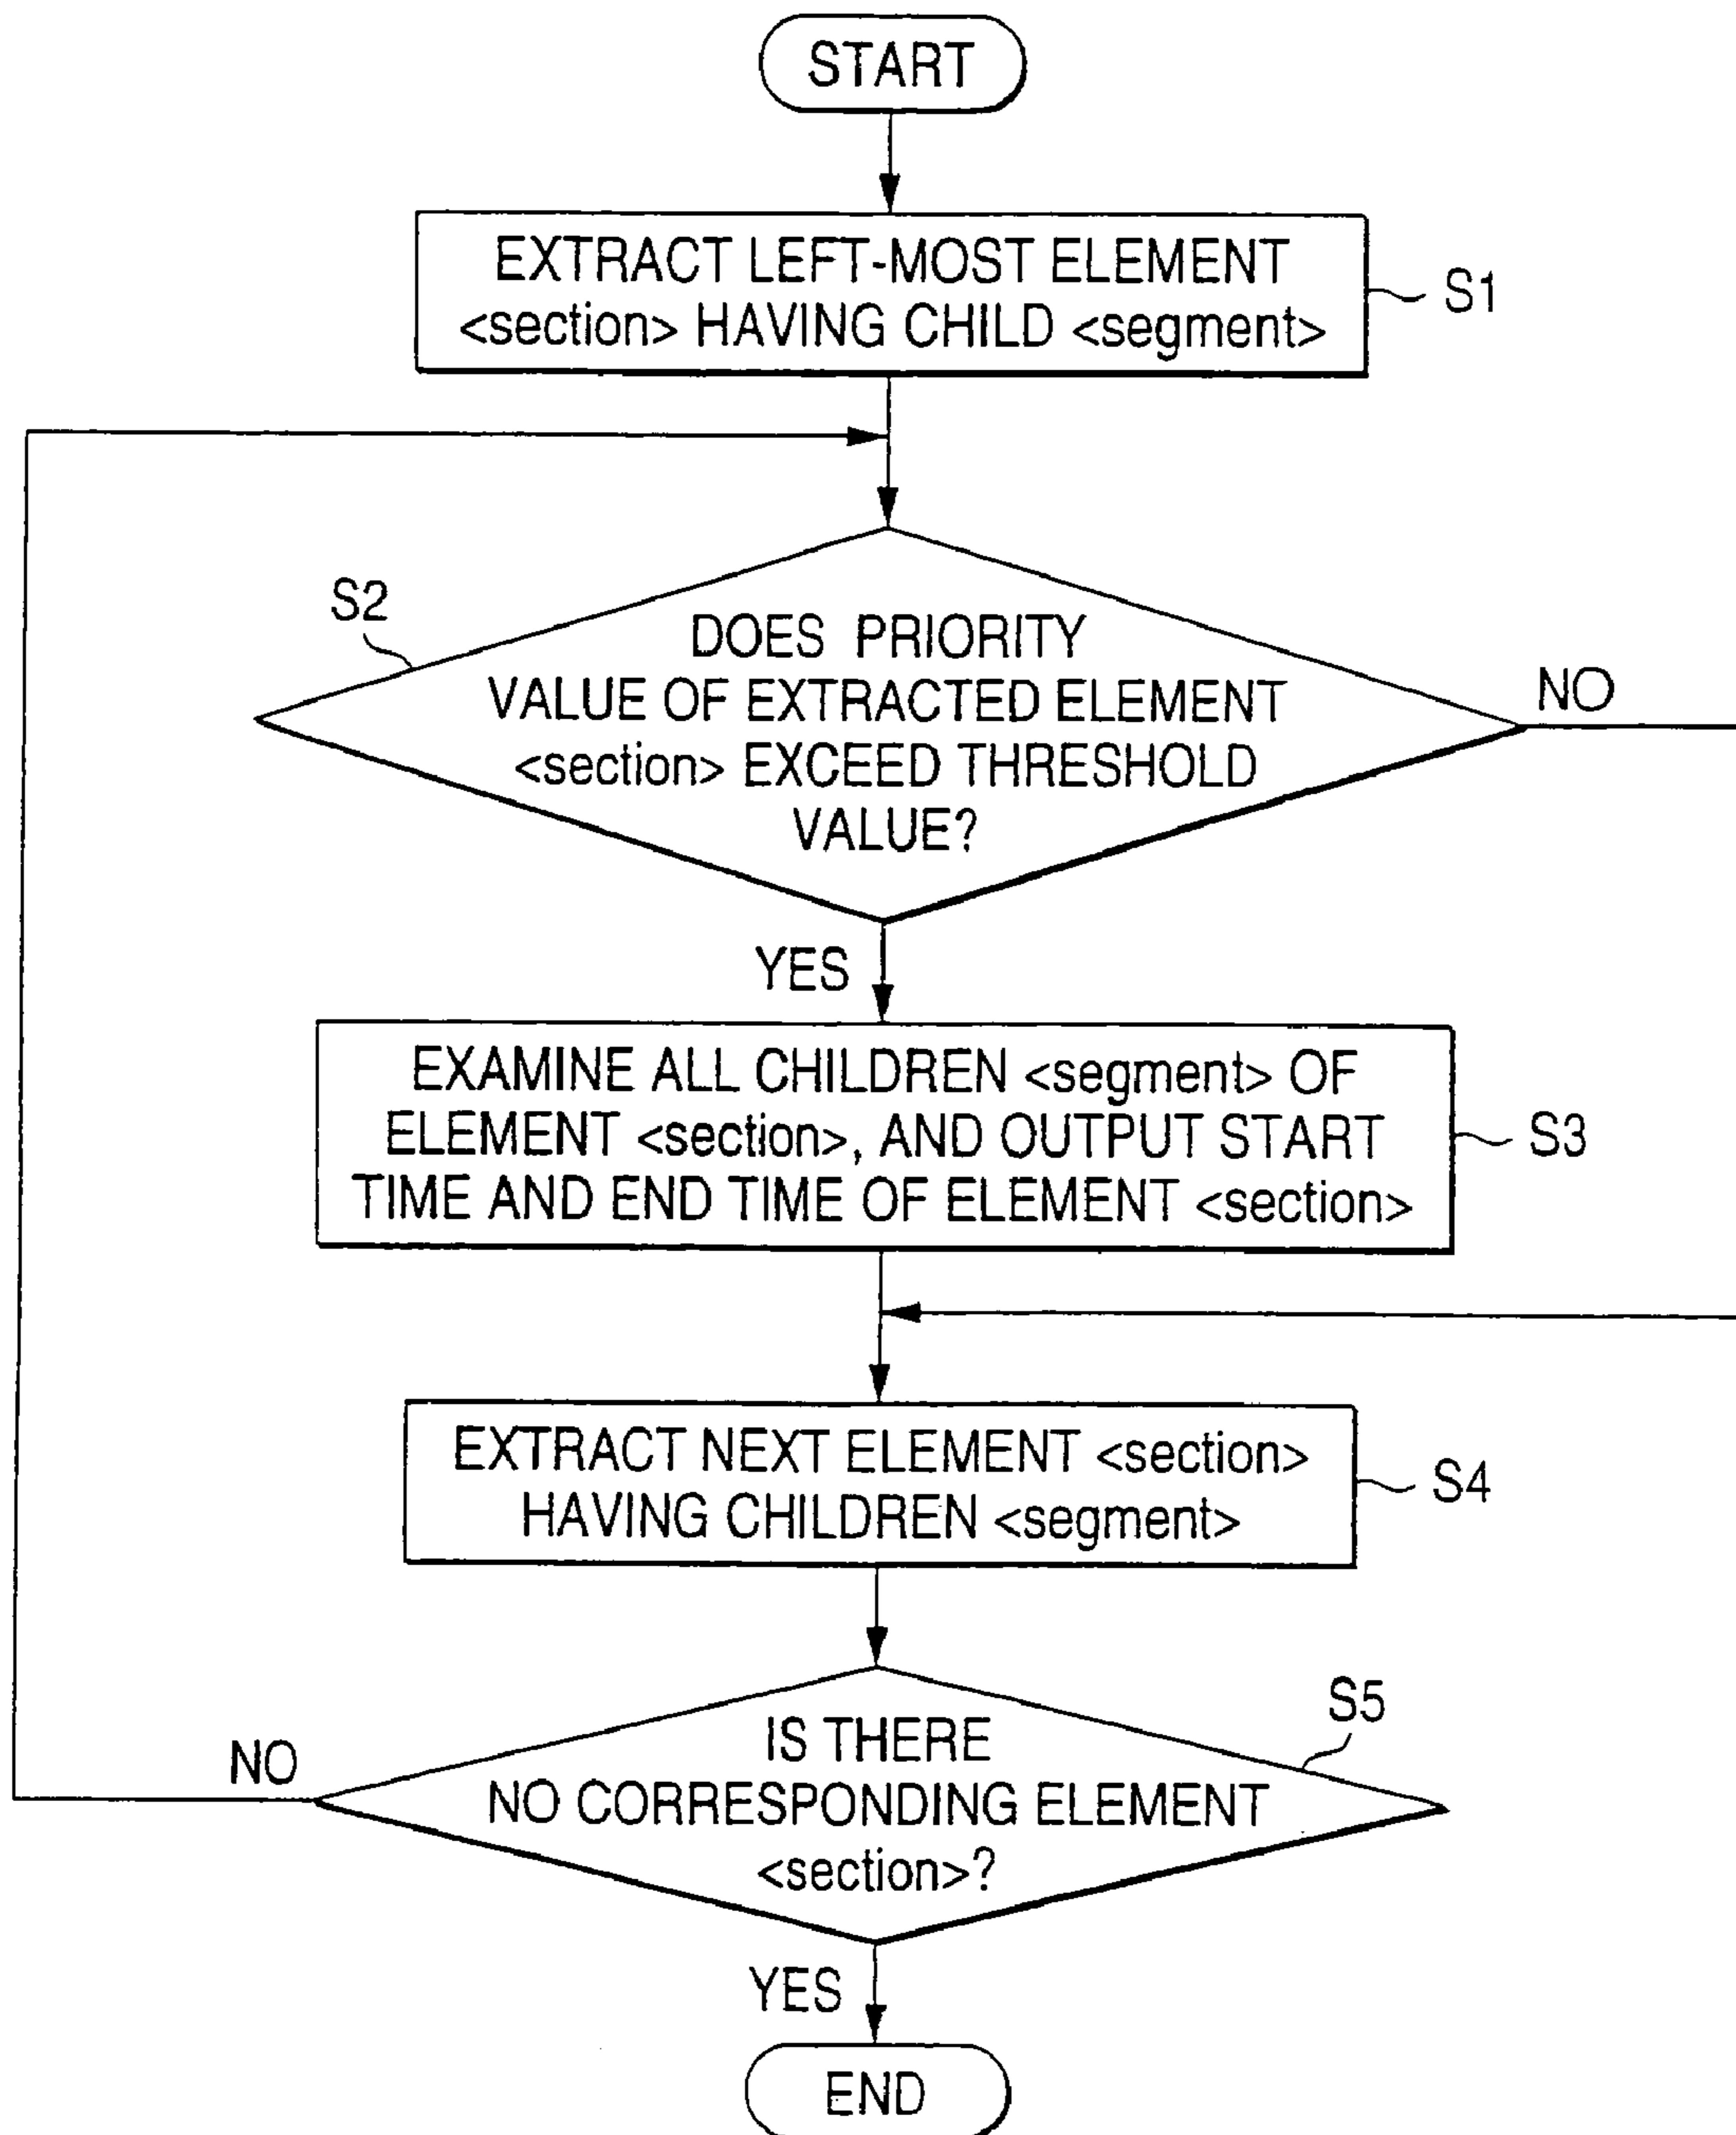 START
EXTRACT LEFT-MOST ELEMENT
<section> HAVING CHILD <segment>
S1
S2
DOES PRIORITY
VALUE OF EXTRACTED ELEMENT
<section> EXCEED THRESHOLD
VALUE?
NO
YES
EXAMINE ALL CHILDREN <segment> OF
ELEMENT <section>, AND OUTPUT START
TIME AND END TIME OF ELEMENT <section>
S3
EXTRACT NEXT ELEMENT <section>
HAVING CHILDREN <segment>
S4
S5
IS THERE
NO CORRESPONDING ELEMENT
<section>?
NO
YES
END